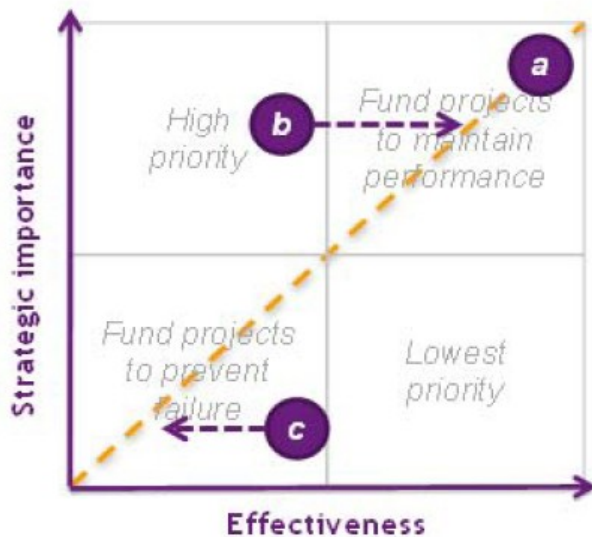 a
b
High
priority
Fund projects
to maintain
performance
Strategic importance
Fund projects
to prevent
failure
c
Lowest
priority
Effectiveness